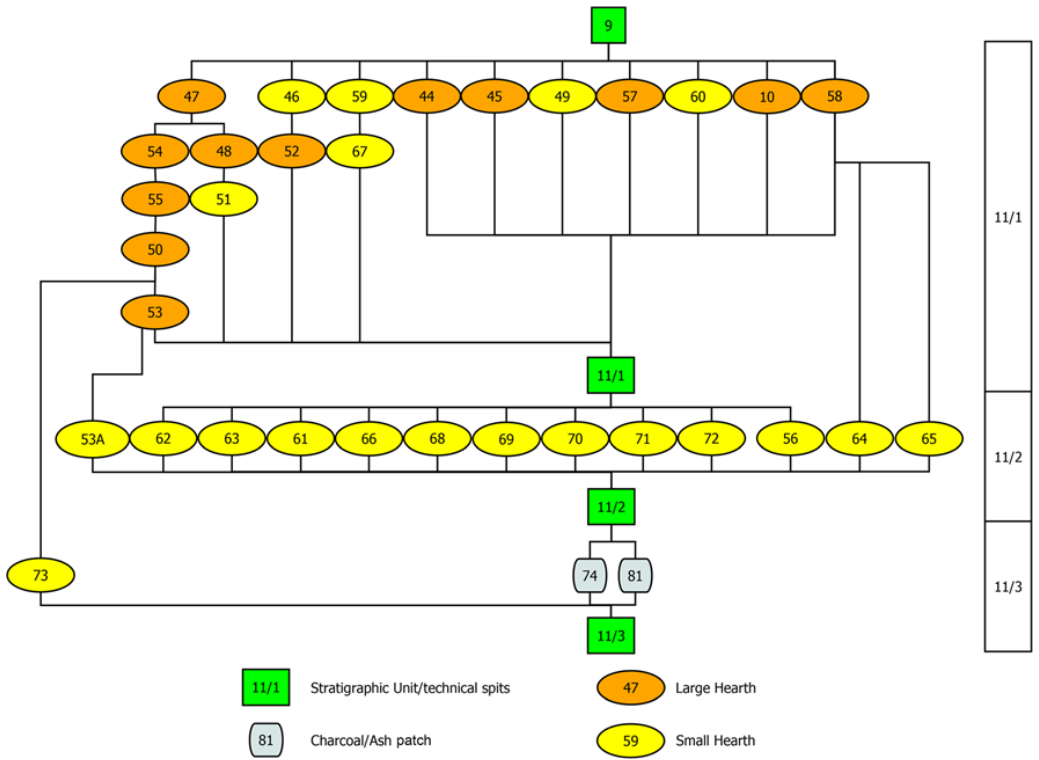 9
47 46 59 44 45 49 57 60 10 58
54 48 52 67
55 51
11/1
50
53
11/1
53A 62 63 61 66 68 69 70 71 72 56 64 65
11/2
11/2
73 74 81
11/3
11/3
11/1 Stratigraphic Unit/technical spits 47 Large Hearth
81 Charcoal/Ash patch 59 Small Hearth